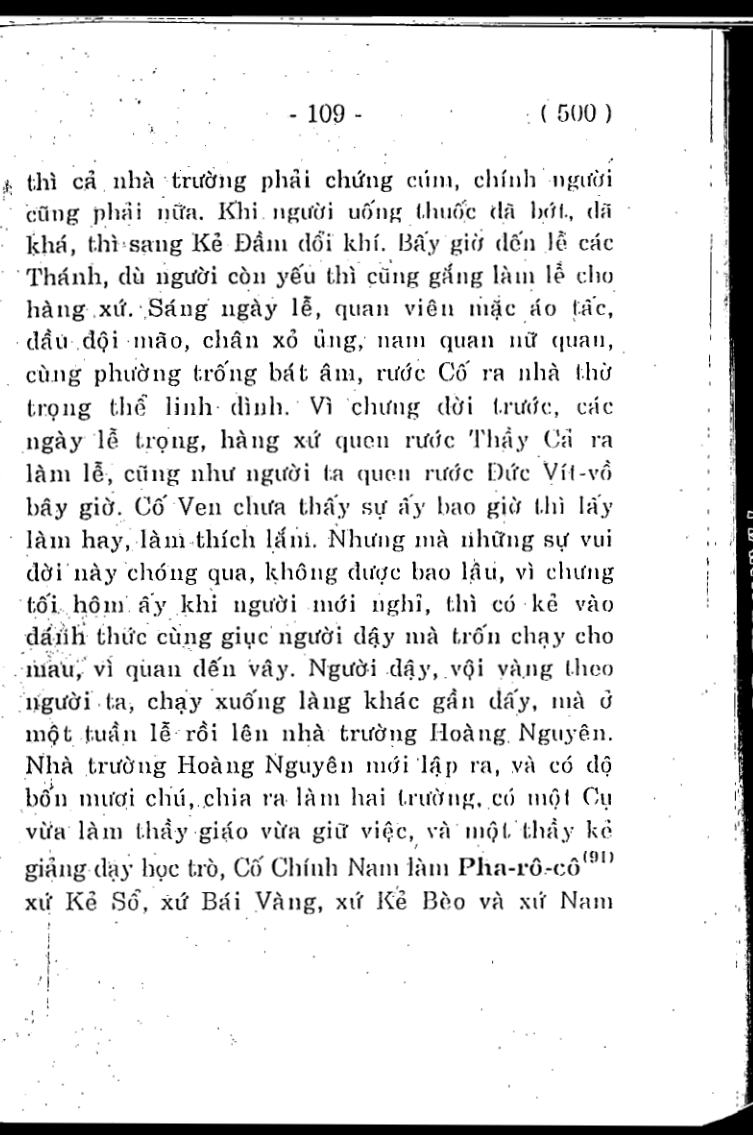 - 109 - ( 500 )
thì cả nhà trường phải chứng cúm, chính người
cũng phải nữa. Khi người uống thuốc đã bớt, đã
khá, thì sang Kẻ Đầm đổi khí. Bấy giờ đến lễ các
Thánh, dù người còn yếu thì cũng gắng làm lễ cho
hàng xứ. Sáng ngày lễ, quan viên mặc áo tấc,
đầu đội mão, chân xỏ ủng, nam quan nữ quan,
cùng phường trống bát âm, rước Cố ra nhà thờ
trọng thể linh đình. Vì chưng đời trước, các
ngày lễ trọng, hàng xứ quen rước Thầy Cả ra
làm lễ, cũng như người ta quen rước Đức Vít-vồ
bây giờ. Cố Ven chưa thấy sự ấy bao giờ thì lấy
làm hay, làm thích lắm. Nhưng mà những sự vui
đời này chóng qua, không được bao lâu, vì chưng
tối hôm ấy khi người mới nghỉ, thì có kẻ vào
đánh thức cùng giục người dậy mà trốn chạy cho
mau, vì quan đến vây. Người dậy, vội vàng theo
người ta, chạy xuống làng khác gần đấy, mà ở
một tuần lễ rồi lên nhà trường Hoàng Nguyên.
Nhà trường Hoàng Nguyên mới lập ra, và có độ
bốn mươi chú, chia ra làm hai trường, có một Cụ
vừa làm thầy giáo vừa giữ việc, và một thầy kẻ
giảng dạy học trò, Cố Chính Nam làm Pha-rô-cô(91)
xứ Kẻ Sổ, xứ Bái Vàng, xứ Kẻ Bèo và xứ Nam